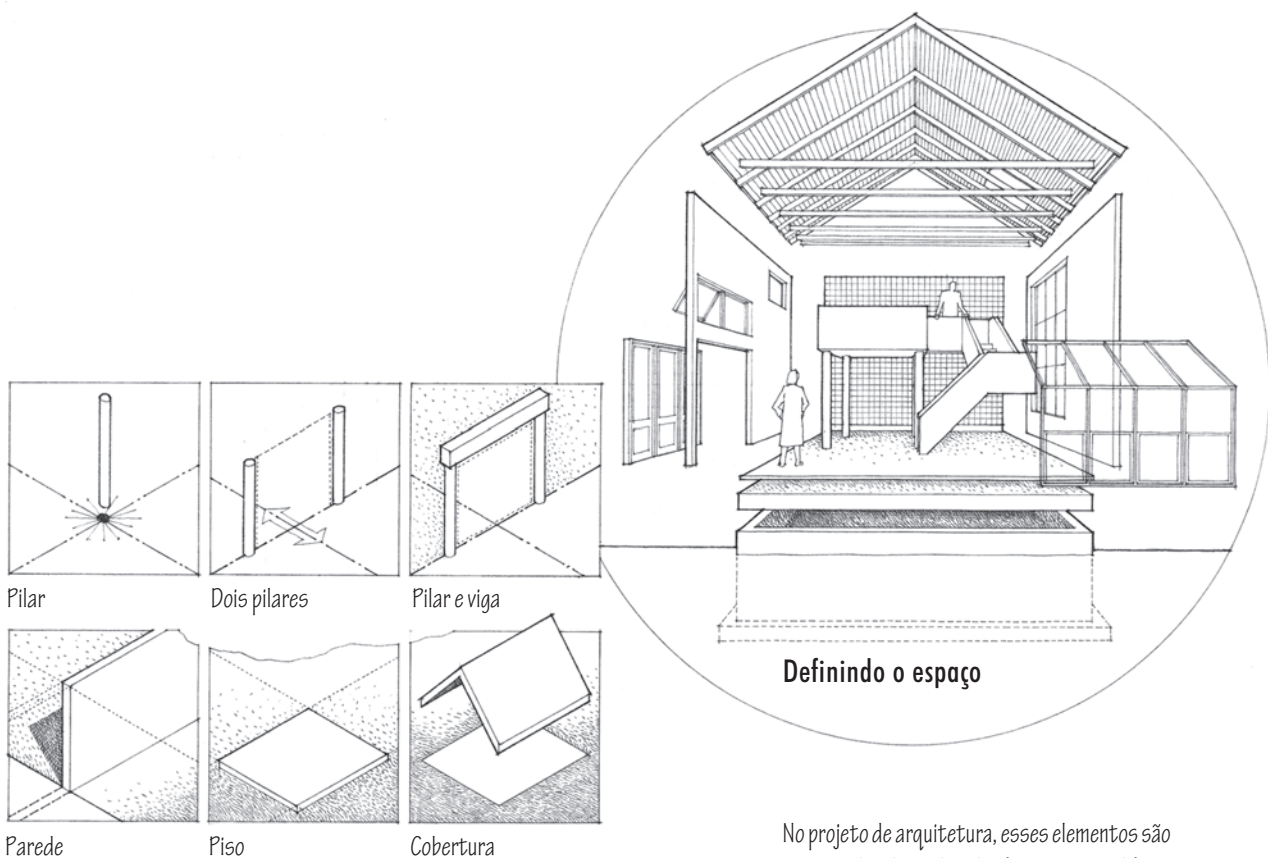 Pilar
Dois pilares
Pilar e viga
Definindo o espaço
Parede
Piso
Cobertura
No projeto de arquitetura, esses elementos são